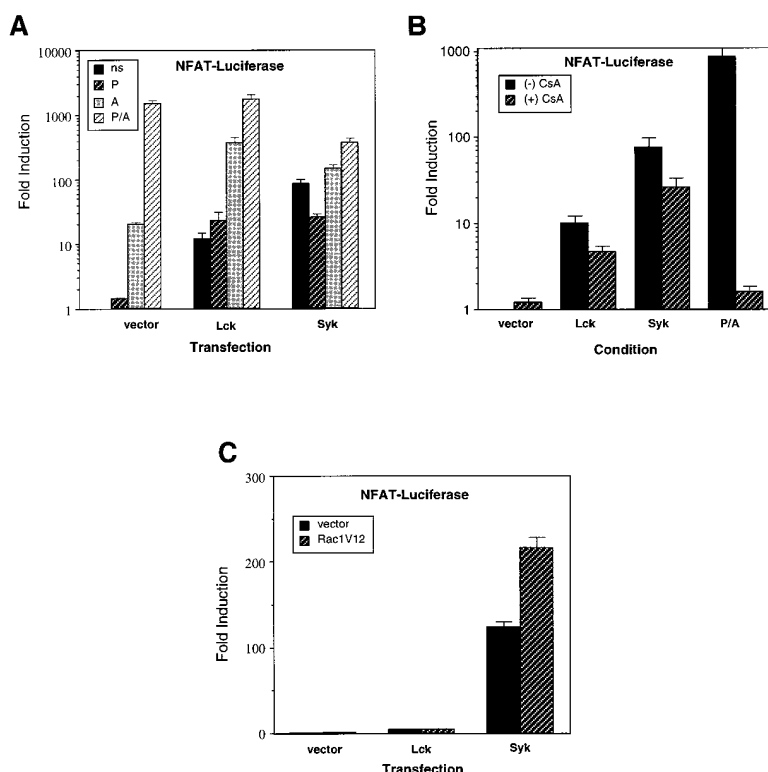 A
NFAT-Luciferase
ns
P
A
P/A
10000
1000
100
10
1
Fold Induction
vector Lck Syk
Transfection
B
NFAT-Luciferase
(-) CsA
(+) CsA
1000
100
10
1
Fold Induction
vector Lck Syk P/A
Condition
C
NFAT-Luciferase
vector
Rac1V12
300
200
100
0
Fold Induction
vector Lck Syk
Transfection